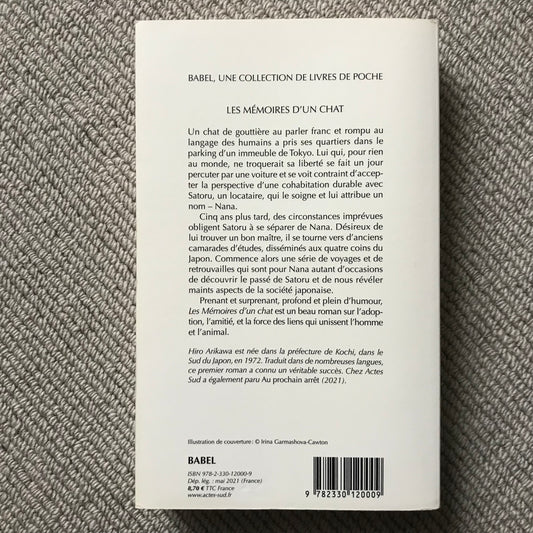 BABEL, UNE COLLECTION DE LIVRES DE POCHE
LES MÉMOIRES D'UN CHAT
Un chat de gouttière au parler franc et rompu au
langage des humains a pris ses quartiers dans le
parking d'un immeuble de Tokyo. Lui qui, pour rien
au monde, ne troquerait sa liberté se fait un jour
percuter par une voiture et se voit contraint d'accep-
ter la perspective d'une cohabitation durable avec
Satoru, un locataire, qui le soigne et lui attribue un
nom – Nana.
Cinq ans plus tard, des circonstances imprévues
obligent Satoru à se séparer de Nana. Désireux de
lui trouver un bon maître, il se tourne vers d'anciens
camarades d'études, disséminés aux quatre coins du
Japon. Commence alors une série de voyages et de
retrouvailles qui sont pour Nana autant d'occasions
de découvrir le passé de Satoru et de nous révéler
maints aspects de la société japonaise.
Prenant et surprenant, profond et plein d'humour,
Les Mémoires d'un chat est un beau roman sur l'adop-
tion, l'amitié, et la force des liens qui unissent l'homme
et l'animal.
Hiro Arikawa est née dans la préfecture de Kochi, dans le
Sud du Japon, en 1972. Traduit dans de nombreuses langues,
ce premier roman a connu un véritable succès. Chez Actes
Sud a également paru Au prochain arrêt (2021).
Illustration de couverture : © Irina Garmashova-Cawton
BABEL
ISBN 978-2-330-12000-9
Dép. lég. : mai 2021 (France)
8,70 € TTC France
www.actes-sud.fr
9 782330 120009